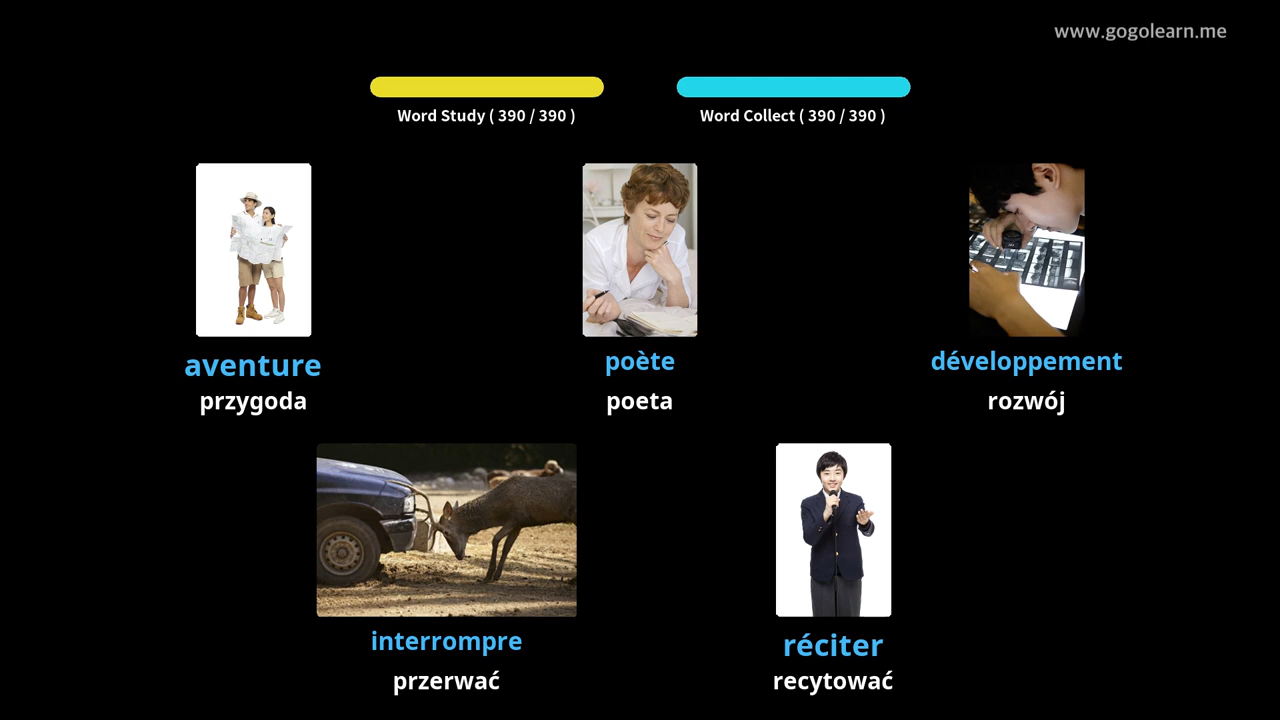 www.gogolearn.me
Word Study ( 390 / 390 )
Word Collect ( 390 / 390 )
aventure
przygoda
poète
poeta
développement
rozwój
interrompre
przerwać
réciter
recytować